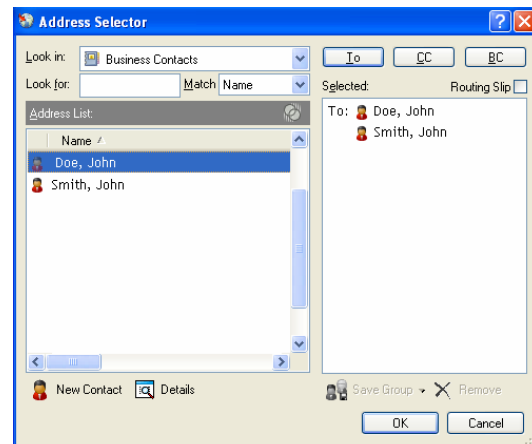 Address Selector
Look in: Business Contacts
To CC BC
Look for: Match Name
Selected: Routing Slip
Address List:
Name
Doe, John
Smith, John
To: Doe, John
Smith, John
New Contact Details
Save Group Remove
OK Cancel